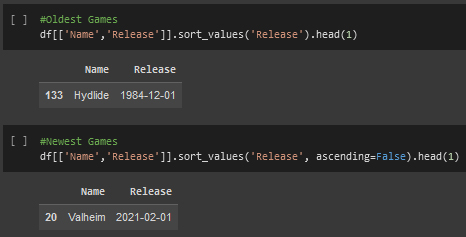 [ ] #Oldest Games
df[['Name','Release']].sort_values('Release').head(1)
Name Release
133 Hydlide 1984-12-01
[ ] #Newest Games
df[['Name','Release']].sort_values('Release', ascending=False).head(1)
Name Release
20 Valheim 2021-02-01